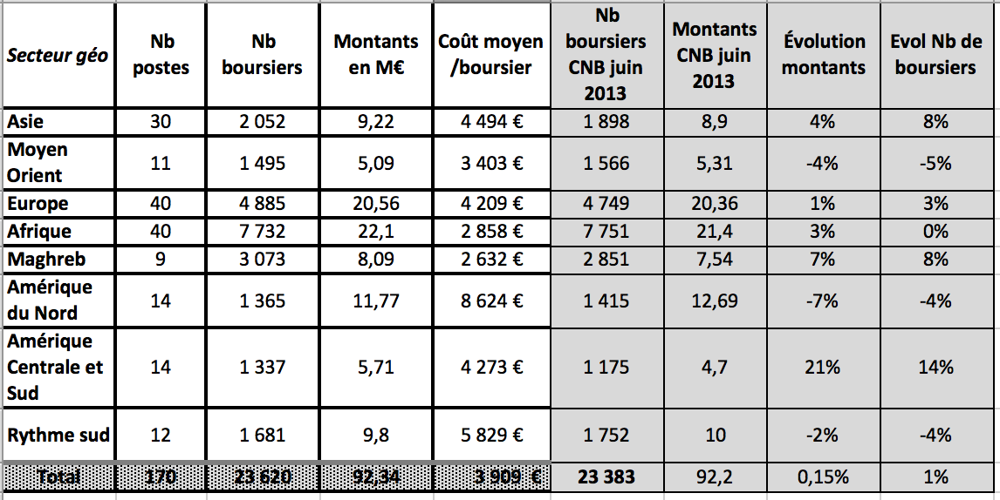 Secteur géo | Nb postes | Nb boursiers | Montants en M€ | Coût moyen /boursier | Nb boursiers CNB juin 2013 | Montants CNB juin 2013 | Évolution montants | Evol Nb de boursiers
Asie | 30 | 2 052 | 9,22 | 4 494 € | 1 898 | 8,9 | 4% | 8%
Moyen Orient | 11 | 1 495 | 5,09 | 3 403 € | 1 566 | 5,31 | -4% | -5%
Europe | 40 | 4 885 | 20,56 | 4 209 € | 4 749 | 20,36 | 1% | 3%
Afrique | 40 | 7 732 | 22,1 | 2 858 € | 7 751 | 21,4 | 3% | 0%
Maghreb | 9 | 3 073 | 8,09 | 2 632 € | 2 851 | 7,54 | 7% | 8%
Amérique du Nord | 14 | 1 365 | 11,77 | 8 624 € | 1 415 | 12,69 | -7% | -4%
Amérique Centrale et Sud | 14 | 1 337 | 5,71 | 4 273 € | 1 175 | 4,7 | 21% | 14%
Rythme sud | 12 | 1 681 | 9,8 | 5 829 € | 1 752 | 10 | -2% | -4%
Total | 170 | 23 620 | 92,34 | 3 909 € | 23 383 | 92,2 | 0,15% | 1%